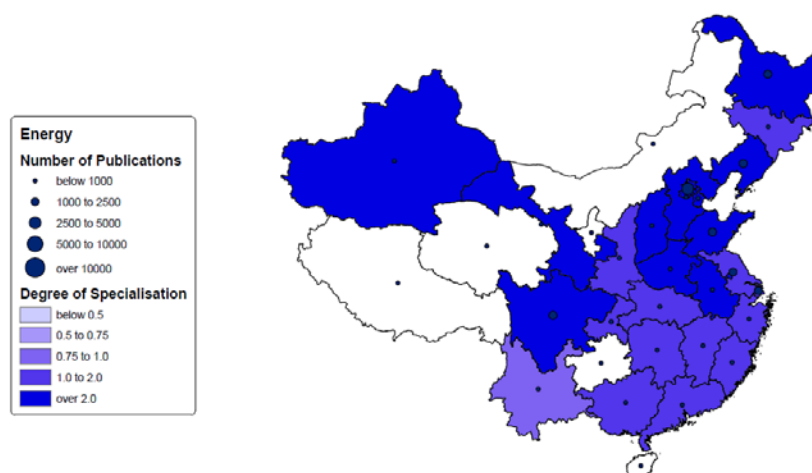 Energy
Number of Publications
below 1000
1000 to 2500
2500 to 5000
5000 to 10000
over 10000
Degree of Specialisation
below 0.5
0.5 to 0.75
0.75 to 1.0
1.0 to 2.0
over 2.0